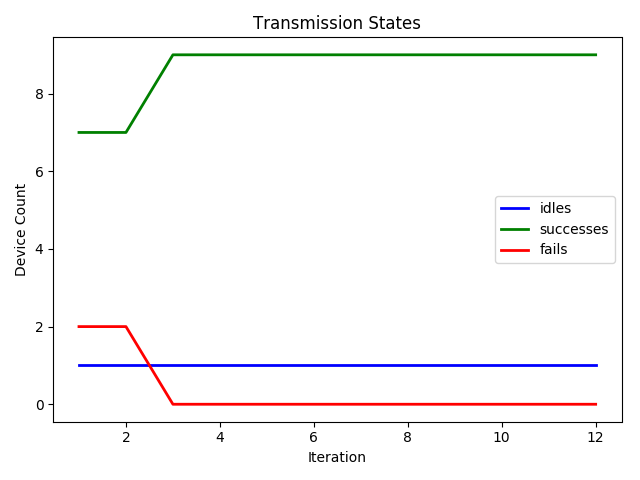 Transmission States
Device Count
8
6
4
2
0
idles
successes
fails
2 4 6 8 10 12
Iteration